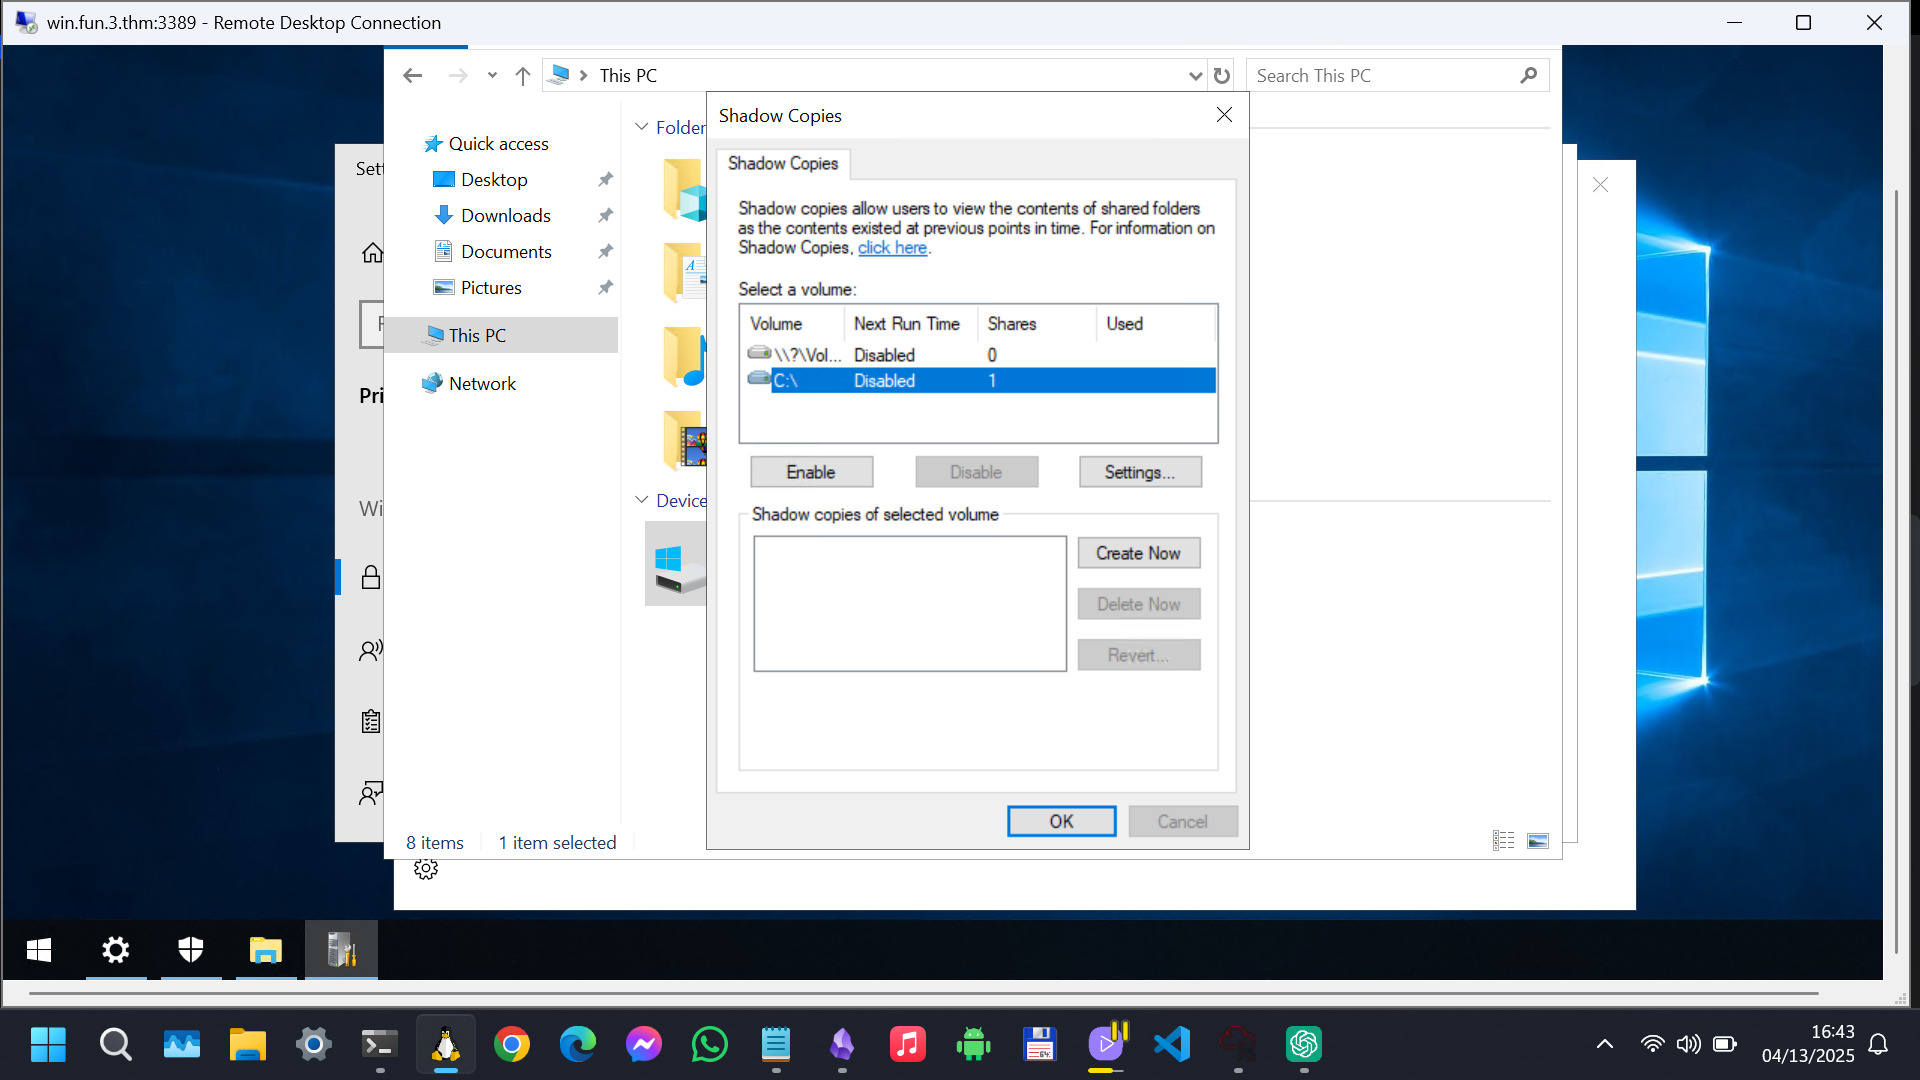 win.fun.3.thm:3389 - Remote Desktop Connection
This PC
Search This PC
Shadow Copies
Shadow Copies
Shadow copies allow users to view the contents of shared folders
as the contents existed at previous points in time. For information on
Shadow Copies, click here.
Select a volume:
Volume Next Run Time Shares Used
\\?\Vol... Disabled 0
C:\ Disabled 1
Enable Disable Settings...
Shadow copies of selected volume
Create Now
Delete Now
Revert...
OK Cancel
Quick access
Desktop
Downloads
Documents
Pictures
This PC
Network
Folder
Device
8 items 1 item selected
Sett
F
Pri
Wi
A
64
16:43
04/13/2025